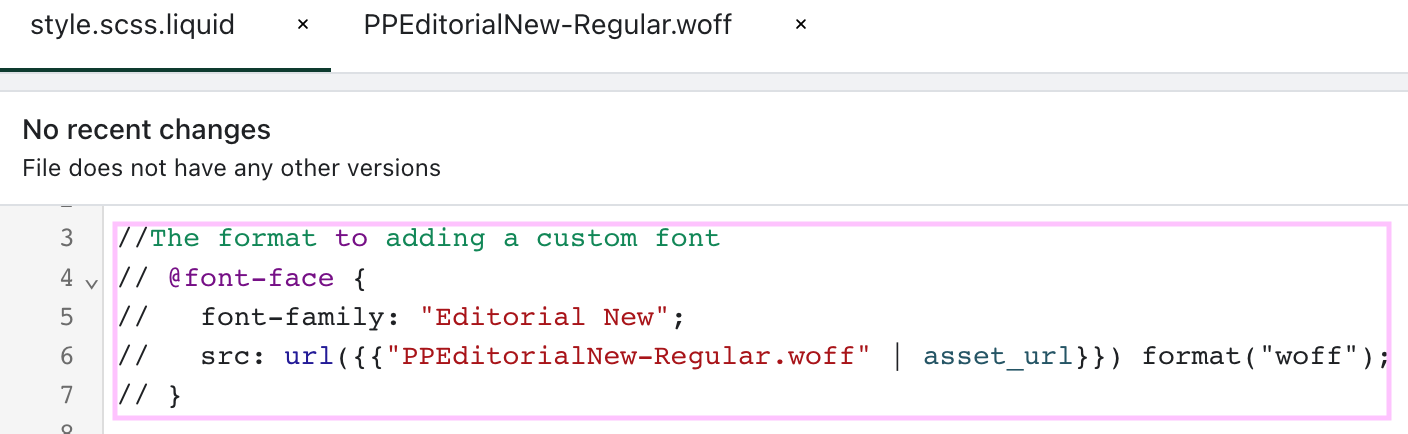 style.scss.liquid × PPEditorialNew-Regular.woff ×
No recent changes
File does not have any other versions
3 //The format to adding a custom font
4 // @font-face {
5 //   font-family: "Editorial New";
6 //   src: url({{"PPEditorialNew-Regular.woff" | asset_url}}) format("woff");
7 // }